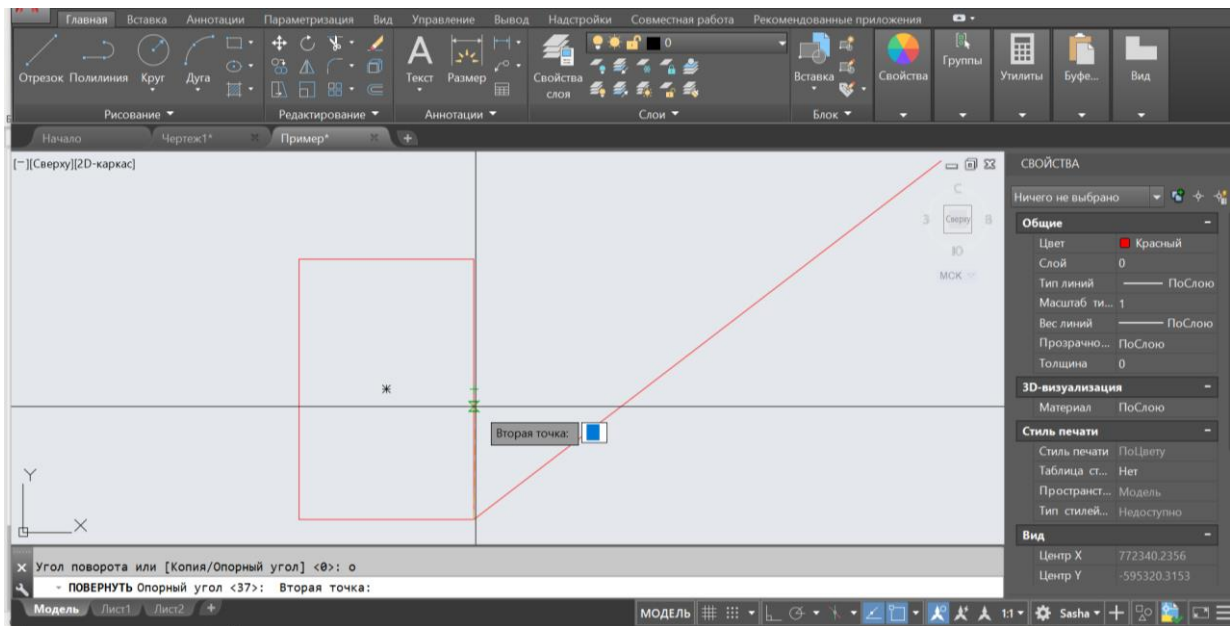 Главная Вставка Аннотации Параметризация Вид Управление Вывод Надстройки Совместная работа Рекомендованные приложения
0
Отрезок Полилиния Круг Дуга Текст Размер Свойства слоя Вставка Свойства Группы Утилиты Буфе... Вид
Рисование Редактирование Аннотации Слои Блок
Начало Чертеж1* Пример* +
[−][Сверху][2D-каркас]
С
З Сверху В
Ю
МСК
Вторая точка:
Y
X
СВОЙСТВА
Ничего не выбрано
Общие
Цвет Красный
Слой 0
Тип линий ПоСлою
Масштаб ти... 1
Вес линий ПоСлою
Прозрачно... ПоСлою
Толщина 0
3D-визуализация
Материал ПоСлою
Стиль печати
Стиль печати ПоЦвету
Таблица ст... Нет
Пространст... Модель
Тип стилей... Недоступно
Вид
Центр X 772340.2356
Центр Y -595320.3153
Угол поворота или [Копия/Опорный угол] <0>: о
ПОВЕРНУТЬ Опорный угол <37>: Вторая точка:
Модель Лист1 Лист2 +
МОДЕЛЬ 1:1 Sasha